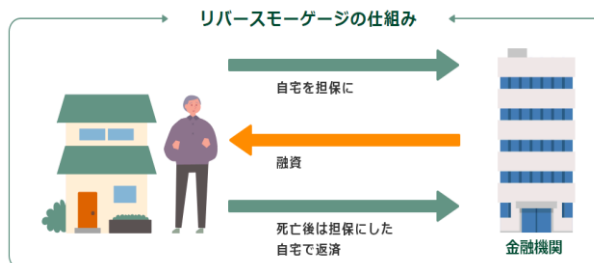 リバースモーゲージの仕組み
自宅を担保に
融資
死亡後は担保にした
自宅で返済
金融機関